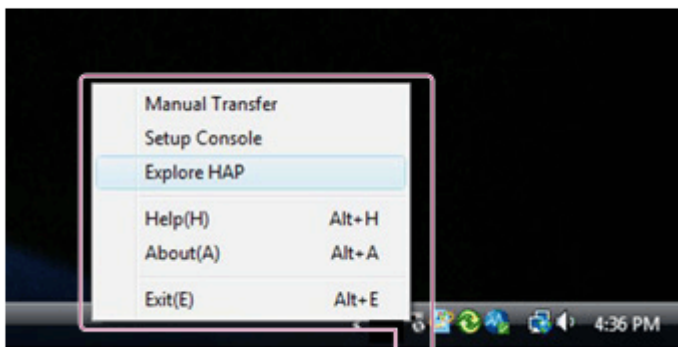 Manual Transfer
Setup Console
Explore HAP
Help(H) Alt+H
About(A) Alt+A
Exit(E) Alt+E
4:36 PM